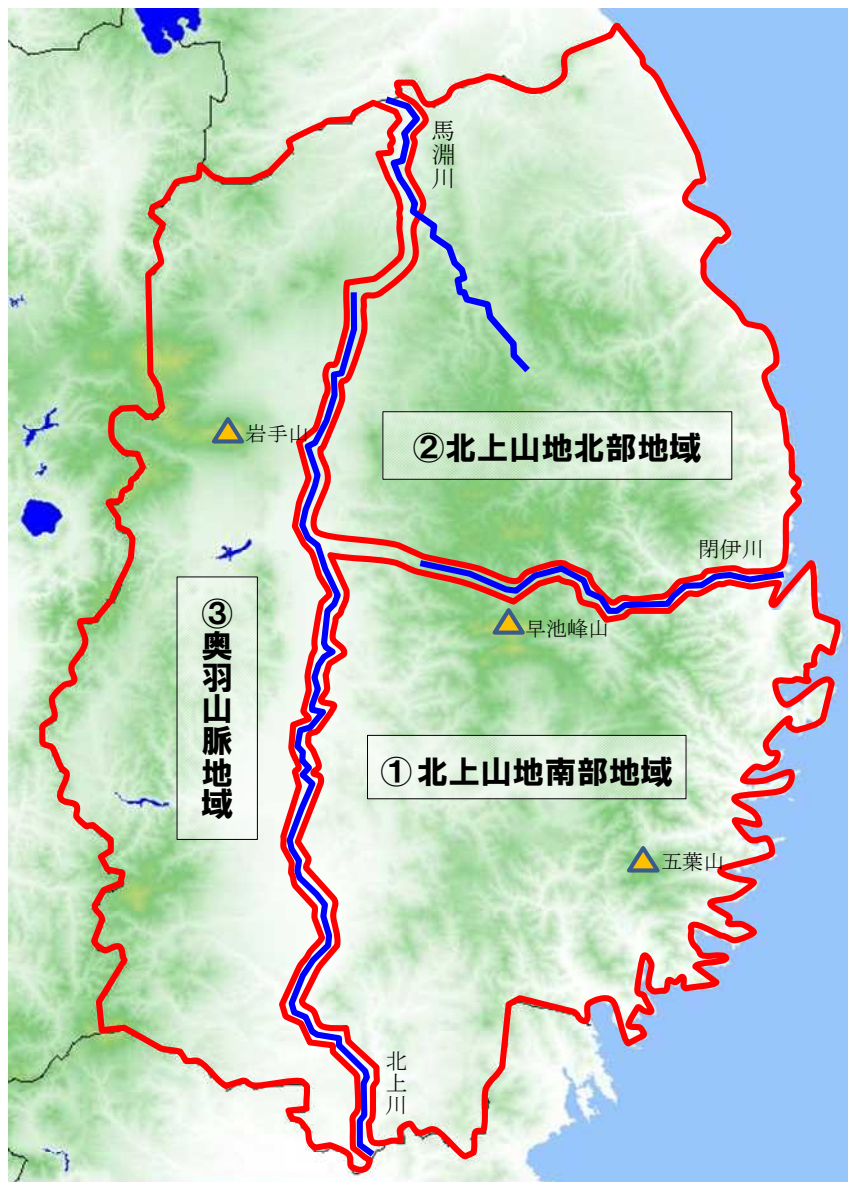 馬淵川
岩手山
②北上山地北部地域
閉伊川
③奥羽山脈地域
早池峰山
①北上山地南部地域
五葉山
北上川